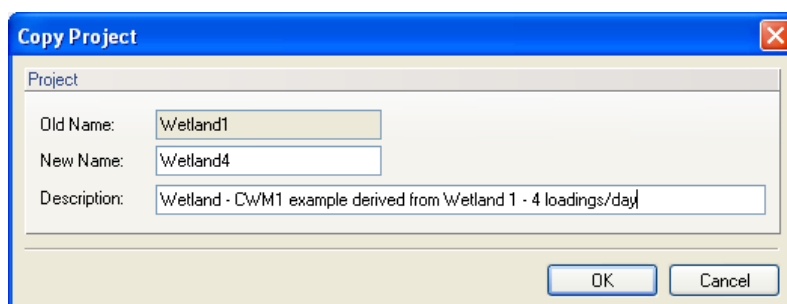 Copy Project
Project
Old Name: Wetland1
New Name: Wetland4
Description: Wetland - CWM1 example derived from Wetland 1 - 4 loadings/day
OK Cancel